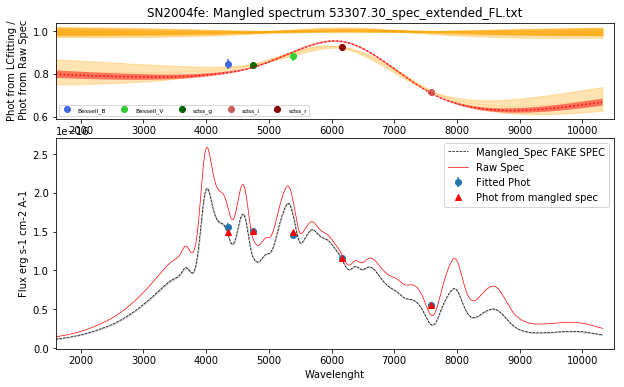 SN2004fe: Mangled spectrum 53307.30_spec_extended_FL.txt
Phot from LCfitting /
Phot from Raw Spec
1.0
0.8
0.6
Bessell_B Bessell_V sdss_g sdss_i sdss_r
2000 3000 4000 5000 6000 7000 8000 9000 10000
1e-16
Flux erg s-1 cm-2 A-1
2.5
2.0
1.5
1.0
0.5
0.0
Mangled_Spec FAKE SPEC
Raw Spec
Fitted Phot
Phot from mangled spec
2000 3000 4000 5000 6000 7000 8000 9000 10000
Wavelenght